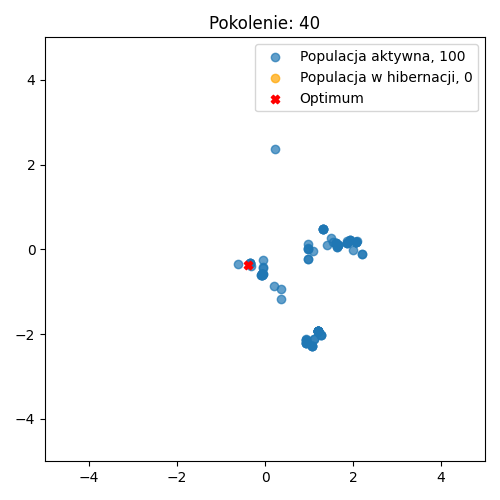 Pokolenie: 40
Populacja aktywna, 100
Populacja w hibernacji, 0
Optimum
4
2
0
−2
−4
−4 −2 0 2 4